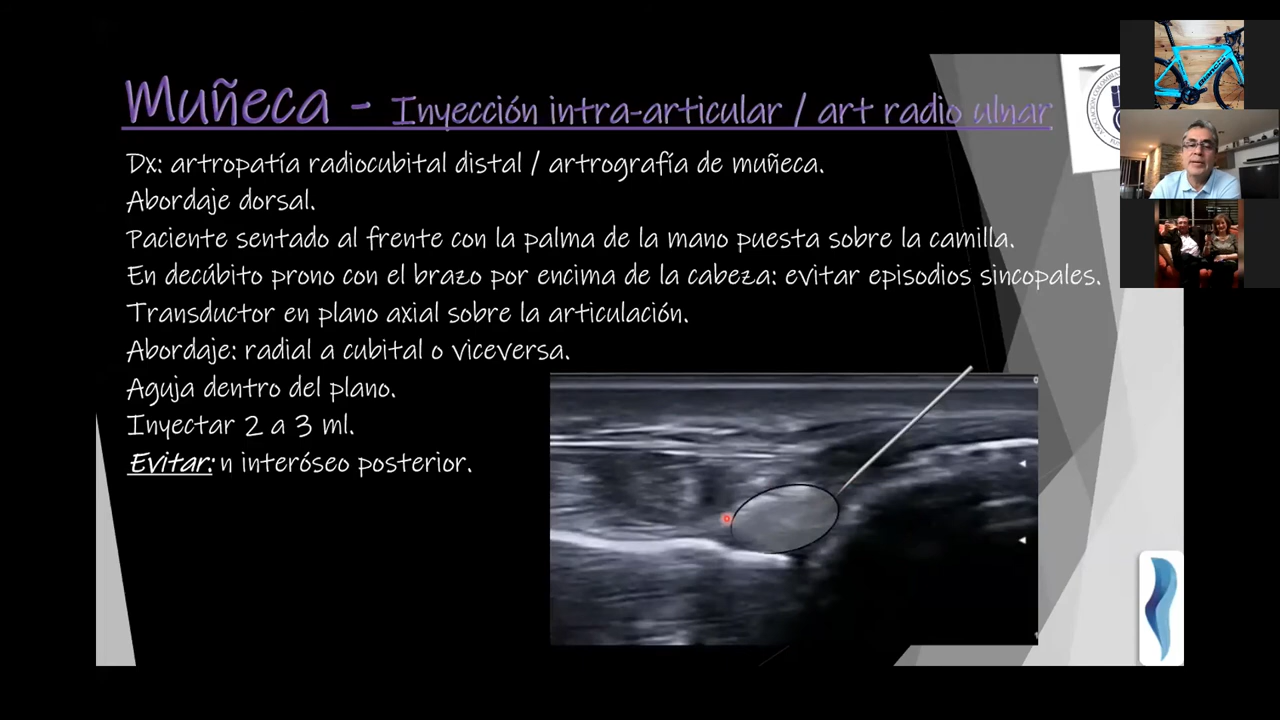 Muñeca - Inyección intra-articular / art radio ulnar
Dx: artropatía radiocubital distal / artrografía de muñeca.
Abordaje dorsal.
Paciente sentado al frente con la palma de la mano puesta sobre la camilla.
En decúbito prono con el brazo por encima de la cabeza: evitar episodios sincopales.
Transductor en plano axial sobre la articulación.
Abordaje: radial a cubital o viceversa.
Aguja dentro del plano.
Inyectar 2 a 3 ml.
Evitar: n interóseo posterior.